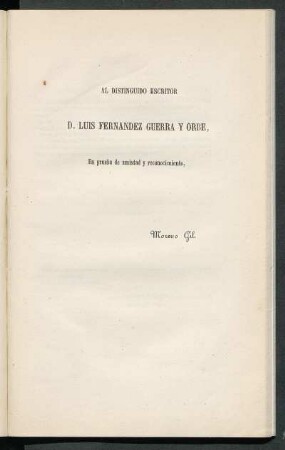 AL DISTINGUIDO ESCRITOR
D. LUIS FERNANDEZ GUERRA Y ORBE,
En prueba de amistad y reconocimiento,
Moreno Gil.